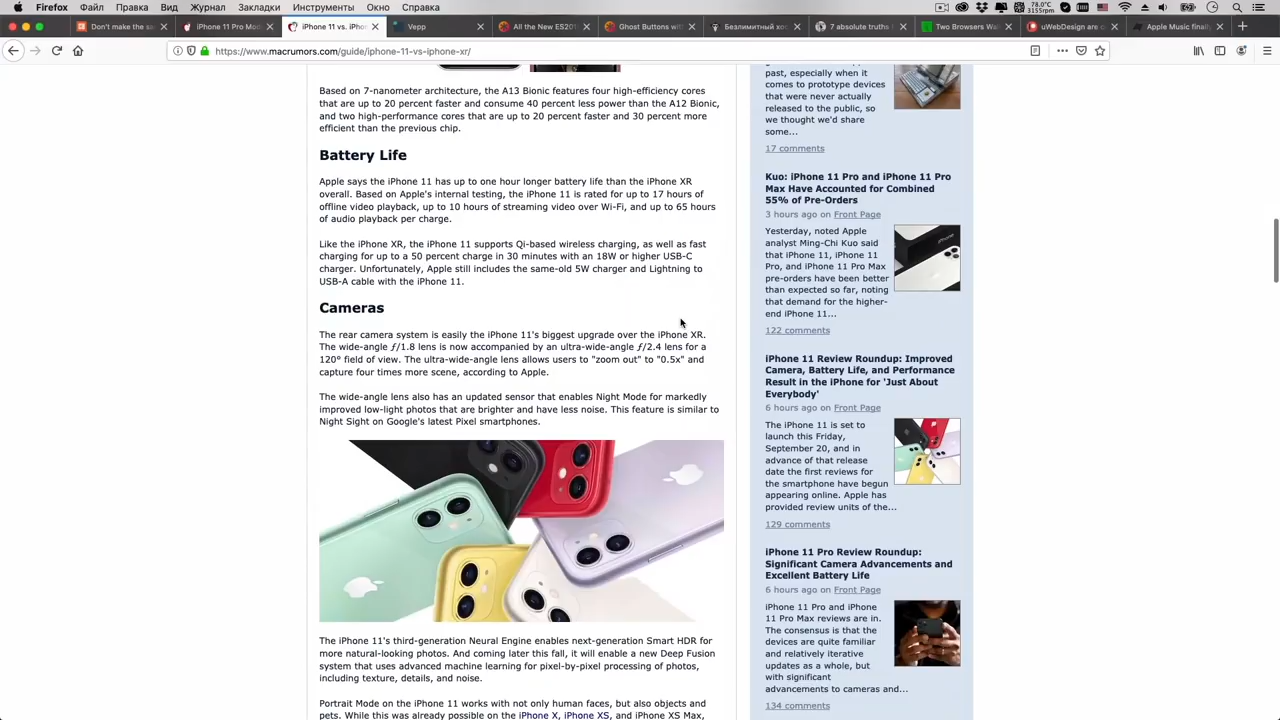 Firefox Файл Правка Вид Журнал Закладки Инструменты Окно Справка
78.0°C
3155rpm
Don't make the sa
iPhone 11 Pro Mod
iPhone 11 vs. iPho
Vepp
All the New ES201
Ghost Buttons wit
Безлимитный хос
7 absolute truths I
Two Browsers Wal
uWebDesign are c
Apple Music finally
https://www.macrumors.com/guide/iphone-11-vs-iphone-xr/
Based on 7-nanometer architecture, the A13 Bionic features four high-efficiency cores
that are up to 20 percent faster and consume 40 percent less power than the A12 Bionic,
and two high-performance cores that are up to 20 percent faster and 30 percent more
efficient than the previous chip.
Battery Life
Apple says the iPhone 11 has up to one hour longer battery life than the iPhone XR
overall. Based on Apple's internal testing, the iPhone 11 is rated for up to 17 hours of
offline video playback, up to 10 hours of streaming video over Wi-Fi, and up to 65 hours
of audio playback per charge.
Like the iPhone XR, the iPhone 11 supports Qi-based wireless charging, as well as fast
charging for up to a 50 percent charge in 30 minutes with an 18W or higher USB-C
charger. Unfortunately, Apple still includes the same-old 5W charger and Lightning to
USB-A cable with the iPhone 11.
Cameras
The rear camera system is easily the iPhone 11's biggest upgrade over the iPhone XR.
The wide-angle ƒ/1.8 lens is now accompanied by an ultra-wide-angle ƒ/2.4 lens for a
120° field of view. The ultra-wide-angle lens allows users to "zoom out" to "0.5x" and
capture four times more scene, according to Apple.
The wide-angle lens also has an updated sensor that enables Night Mode for markedly
improved low-light photos that are brighter and have less noise. This feature is similar to
Night Sight on Google's latest Pixel smartphones.
The iPhone 11's third-generation Neural Engine enables next-generation Smart HDR for
more natural-looking photos. And coming later this fall, it will enable a new Deep Fusion
system that uses advanced machine learning for pixel-by-pixel processing of photos,
including texture, details, and noise.
Portrait Mode on the iPhone 11 works with not only human faces, but also objects and
pets. While this was already possible on the iPhone X, iPhone XS, and iPhone XS Max,
past, especially when it
comes to prototype devices
that were never actually
released to the public, so
we thought we'd share
some...
17 comments
Kuo: iPhone 11 Pro and iPhone 11 Pro
Max Have Accounted for Combined
55% of Pre-Orders
3 hours ago on Front Page
Yesterday, noted Apple
analyst Ming-Chi Kuo said
that iPhone 11, iPhone 11
Pro, and iPhone 11 Pro Max
pre-orders have been better
than expected so far, noting
that demand for the higher-
end iPhone 11...
122 comments
iPhone 11 Review Roundup: Improved
Camera, Battery Life, and Performance
Result in the iPhone for 'Just About
Everybody'
6 hours ago on Front Page
The iPhone 11 is set to
launch this Friday,
September 20, and in
advance of that release
date the first reviews for
the smartphone have begun
appearing online. Apple has
provided review units of the...
129 comments
iPhone 11 Pro Review Roundup:
Significant Camera Advancements and
Excellent Battery Life
6 hours ago on Front Page
iPhone 11 Pro and iPhone
11 Pro Max reviews are in.
The consensus is that the
devices are quite familiar
and relatively iterative
updates as a whole, but
with significant
advancements to cameras and...
134 comments